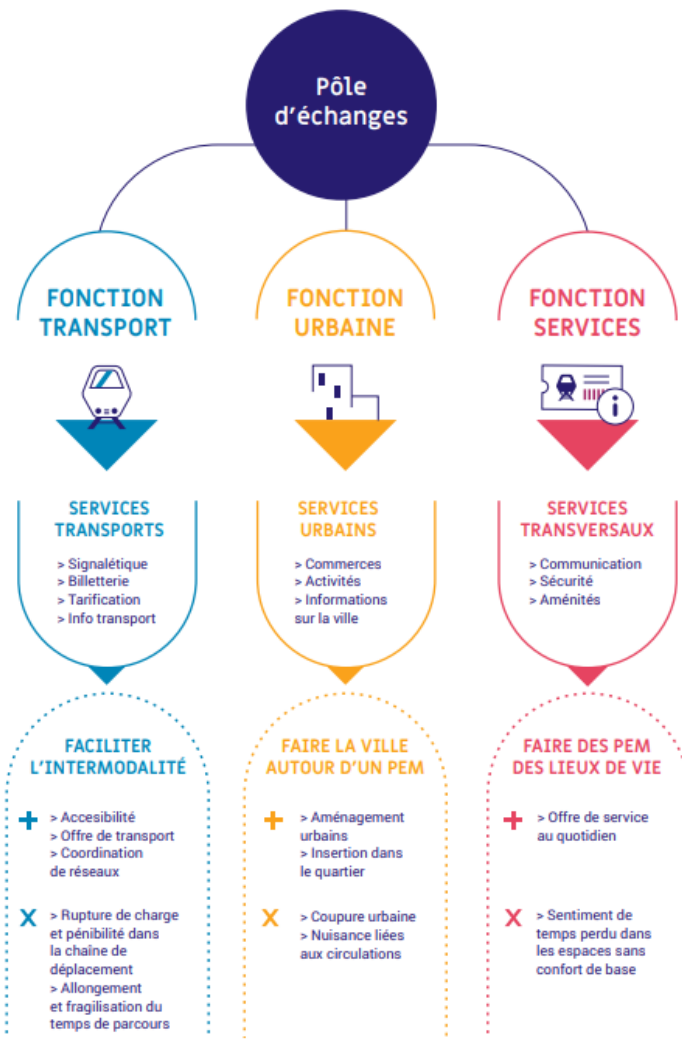 Pôle
d'échanges
FONCTION
TRANSPORT
SERVICES
TRANSPORTS
> Signalétique
> Billetterie
> Tarification
> Info transport
FACILITER
L'INTERMODALITÉ
+
> Accesibilité
> Offre de transport
> Coordination
de réseaux
X
> Rupture de charge
et pénibilité dans
la chaîne de
déplacement
> Allongement
et fragilisation du
temps de parcours
FONCTION
URBAINE
SERVICES
URBAINS
> Commerces
> Activités
> Informations
sur la ville
FAIRE LA VILLE
AUTOUR D'UN PEM
+
> Aménagement
urbains
> Insertion dans
le quartier
X
> Coupure urbaine
> Nuisance liées
aux circulations
FONCTION
SERVICES
i
SERVICES
TRANSVERSAUX
> Communication
> Sécurité
> Aménités
FAIRE DES PEM
DES LIEUX DE VIE
+
> Offre de service
au quotidien
X
> Sentiment de
temps perdu dans
les espaces sans
confort de base